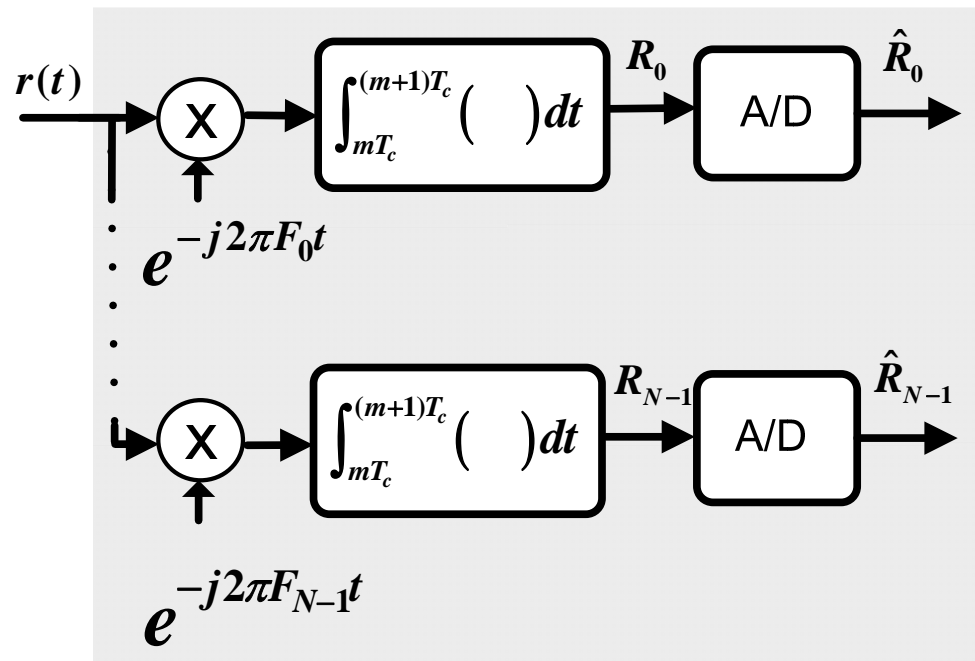 r(t)
X
∫_{mT_c}^{(m+1)T_c} (   )dt
R_0
A/D
R̂_0
e^{-j2πF_0t}
X
∫_{mT_c}^{(m+1)T_c} (   )dt
R_{N-1}
A/D
R̂_{N-1}
e^{-j2πF_{N-1}t}